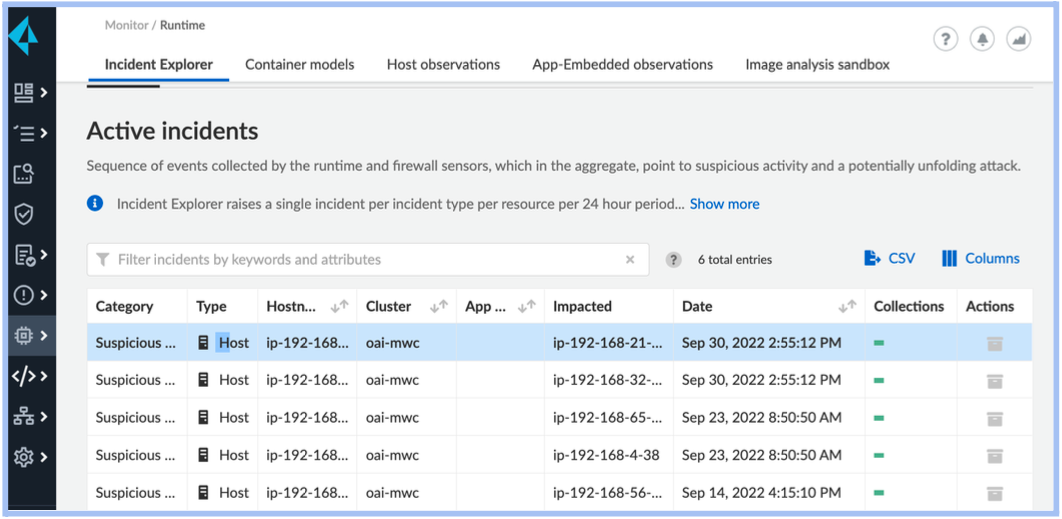 Monitor / Runtime
Incident Explorer Container models Host observations App-Embedded observations Image analysis sandbox
Active incidents
Sequence of events collected by the runtime and firewall sensors, which in the aggregate, point to suspicious activity and a potentially unfolding attack.
Incident Explorer raises a single incident per incident type per resource per 24 hour period... Show more
Filter incidents by keywords and attributes × ? 6 total entries CSV Columns
Category Type Hostn... Cluster App ... Impacted Date Collections Actions
Suspicious ... Host ip-192-168... oai-mwc ip-192-168-21-... Sep 30, 2022 2:55:12 PM
Suspicious ... Host ip-192-168... oai-mwc ip-192-168-32-... Sep 30, 2022 2:55:12 PM
Suspicious ... Host ip-192-168... oai-mwc ip-192-168-65-... Sep 23, 2022 8:50:50 AM
Suspicious ... Host ip-192-168... oai-mwc ip-192-168-4-38 Sep 23, 2022 8:50:50 AM
Suspicious ... Host ip-192-168... oai-mwc ip-192-168-56-... Sep 14, 2022 4:15:10 PM